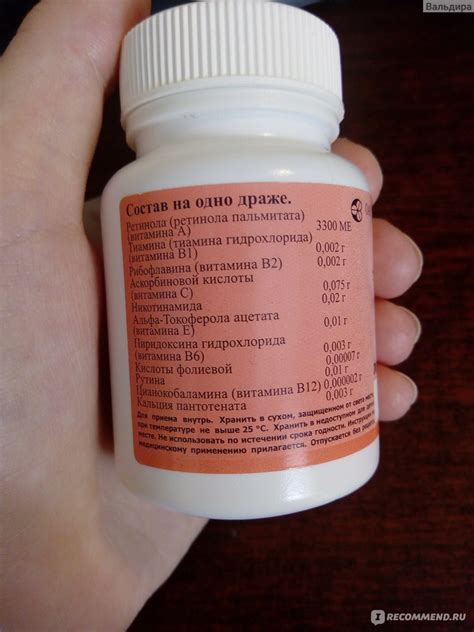 Вальдира
Состав на одно драже.
Ретинола (ретинола пальмитата)
(витамина А) 3300 МЕ
Тиамина (тиамина гидрохлорида)
(витамина В1) 0,002 г
Рибофлавина (витамина В2) 0,002 г
Аскорбиновой кислоты
(витамина С) 0,075 г
Никотинамида 0,02 г
Альфа-Токоферола ацетата
(витамина Е) 0,01 г
Пиридоксина гидрохлорида
(витамина В6) 0,003 г
Кислоты фолиевой 0,00007 г
Рутина 0,01 г
Цианокобаламина (витамина В12) 0,000002 г
Кальция пантотената 0,003 г
Для приема внутрь. Хранить в сухом, защищенном от света месте,
при температуре не выше 25 °С. Хранить в недоступном для
месте. Не использовать по истечении срока годности.
медицинскому применению прилагается. Отпускается без
I RECOMMEND.RU